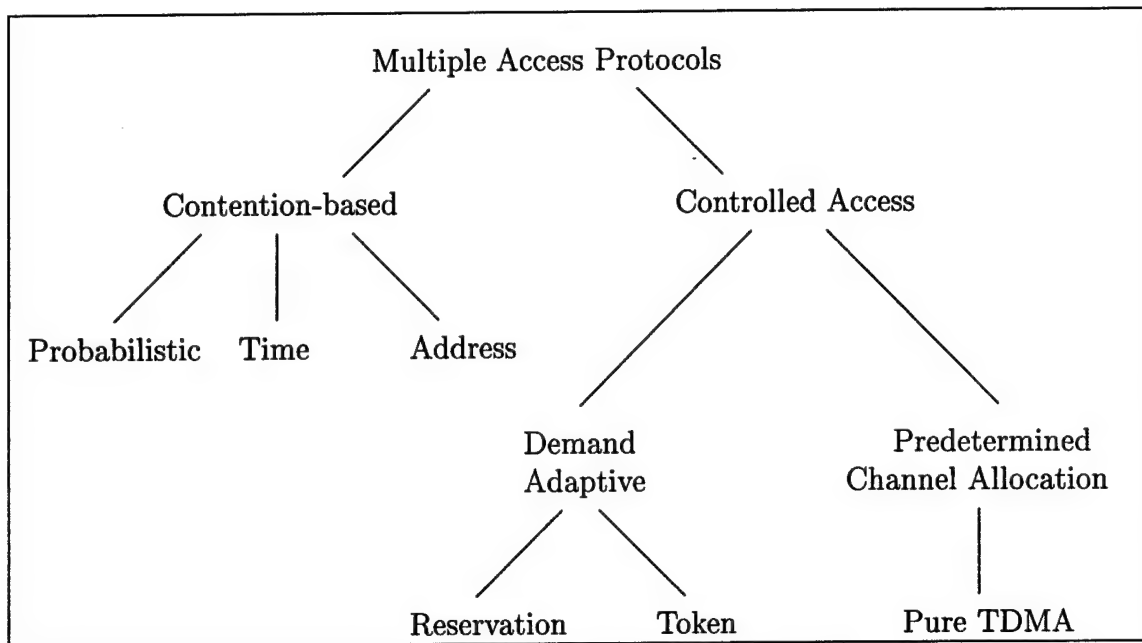 Multiple Access Protocols
Contention-based
Controlled Access
Probabilistic
Time
Address
Demand
Adaptive
Predetermined
Channel Allocation
Reservation
Token
Pure TDMA